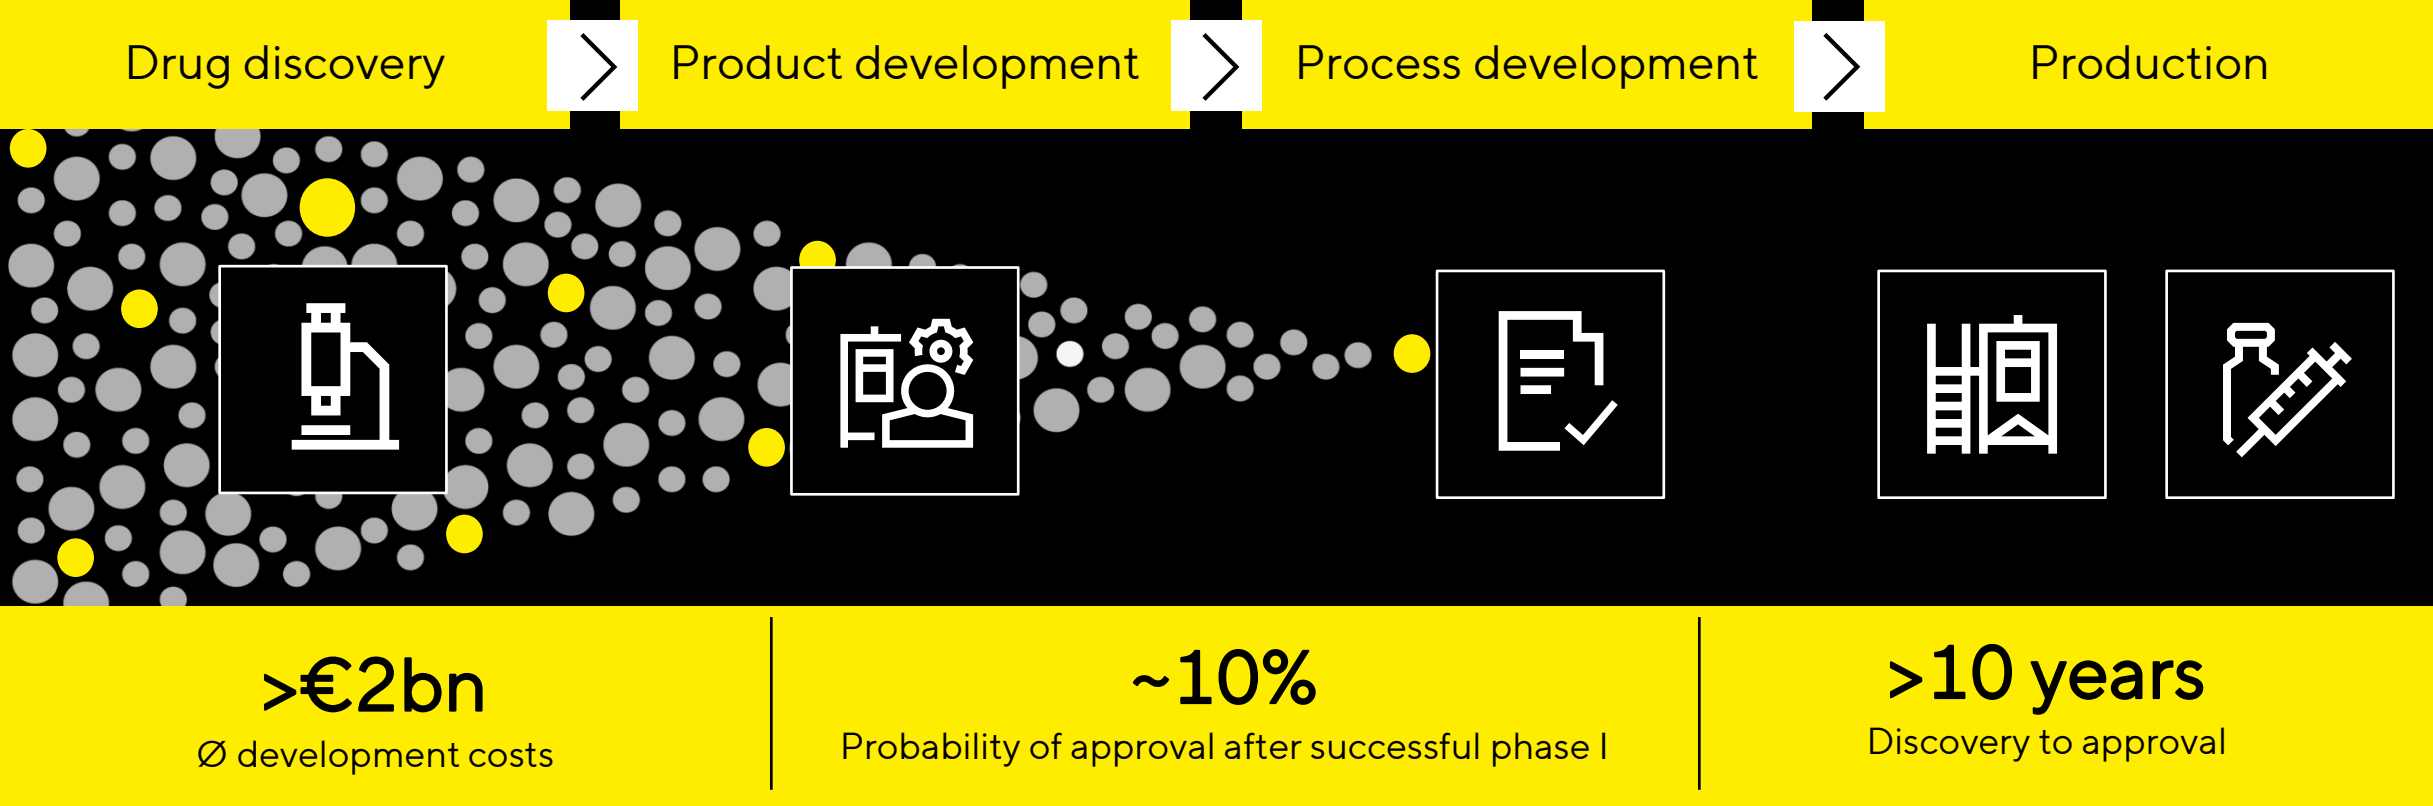 Drug discovery
Product development
Process development
Production
>€2bn
Ø development costs
~10%
Probability of approval after successful phase I
>10 years
Discovery to approval